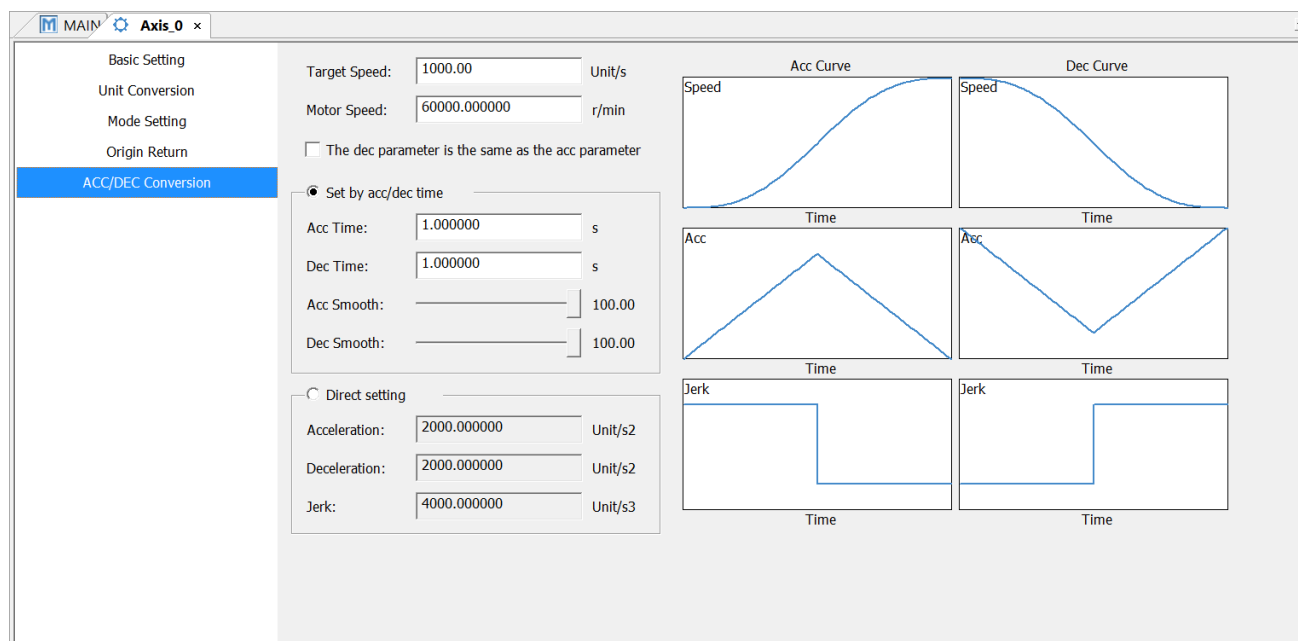 MAIN
Axis_0 ×
Basic Setting
Unit Conversion
Mode Setting
Origin Return
ACC/DEC Conversion
Target Speed: 1000.00 Unit/s
Motor Speed: 60000.000000 r/min
The dec parameter is the same as the acc parameter
Set by acc/dec time
Acc Time: 1.000000 s
Dec Time: 1.000000 s
Acc Smooth: 100.00
Dec Smooth: 100.00
Direct setting
Acceleration: 2000.000000 Unit/s2
Deceleration: 2000.000000 Unit/s2
Jerk: 4000.000000 Unit/s3
Acc Curve
Dec Curve
Speed
Speed
Time
Time
Acc
Acc
Time
Time
Jerk
Jerk
Time
Time